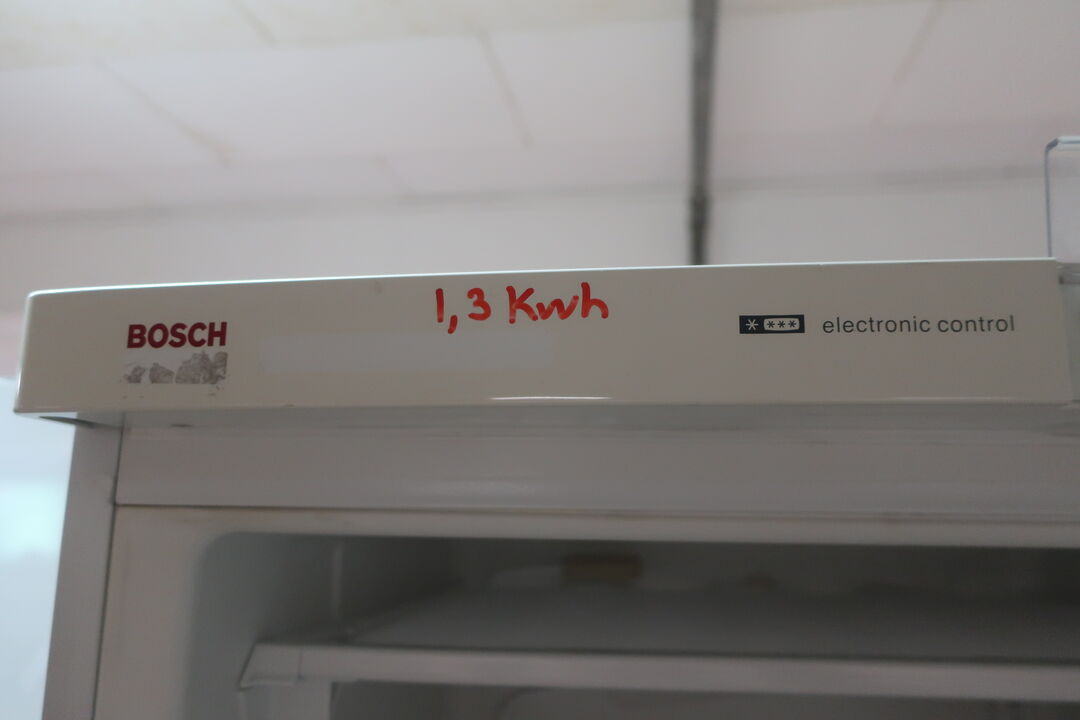 1,3 Kwh
BOSCH
electronic control